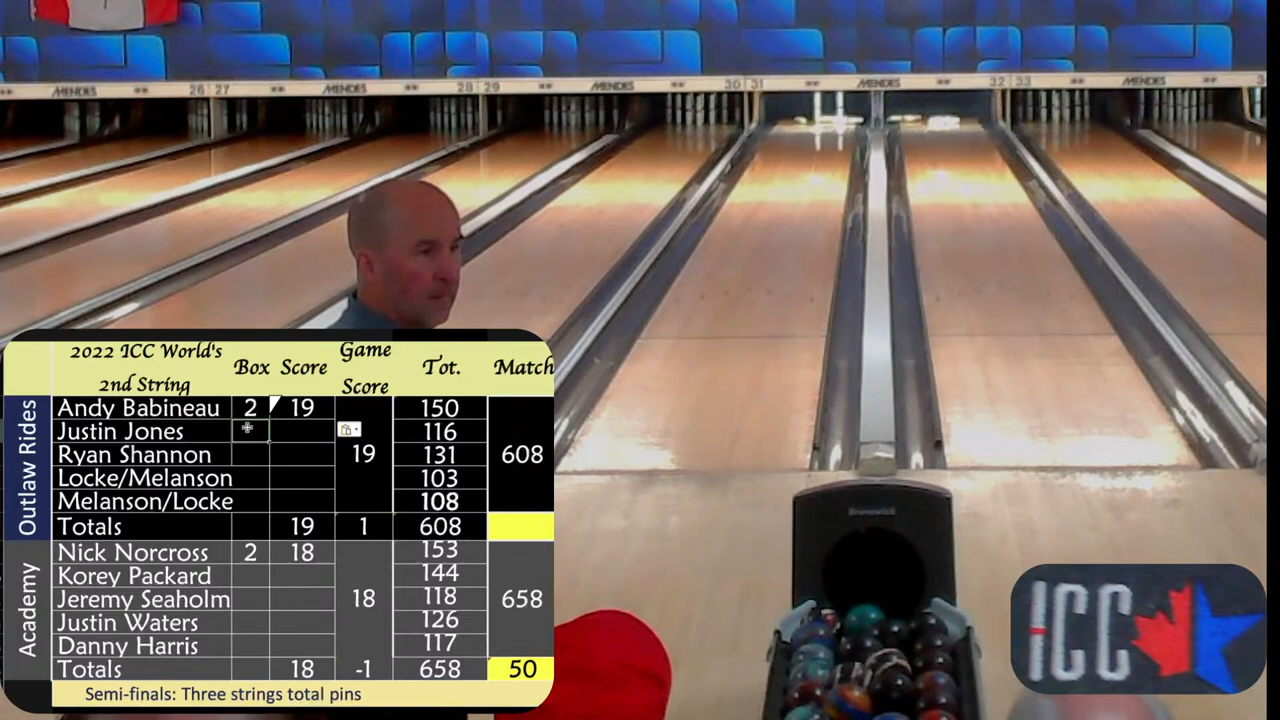 MENDES 26 27 MENDES 28 29 MENDES 30 31 MENDES 32 33 MENDES
2022 ICC World's 2nd String Box Score Game Score Tot. Match
Outlaw Rides
Andy Babineau 2 19 150
Justin Jones 116
Ryan Shannon 19 131 608
Locke/Melanson 103
Melanson/Locke 108
Totals 19 1 608
Academy
Nick Norcross 2 18 153
Korey Packard 144
Jeremy Seaholm 18 118 658
Justin Waters 126
Danny Harris 117
Totals 18 -1 658 50
Semi-finals: Three strings total pins
Brunswick
ICC